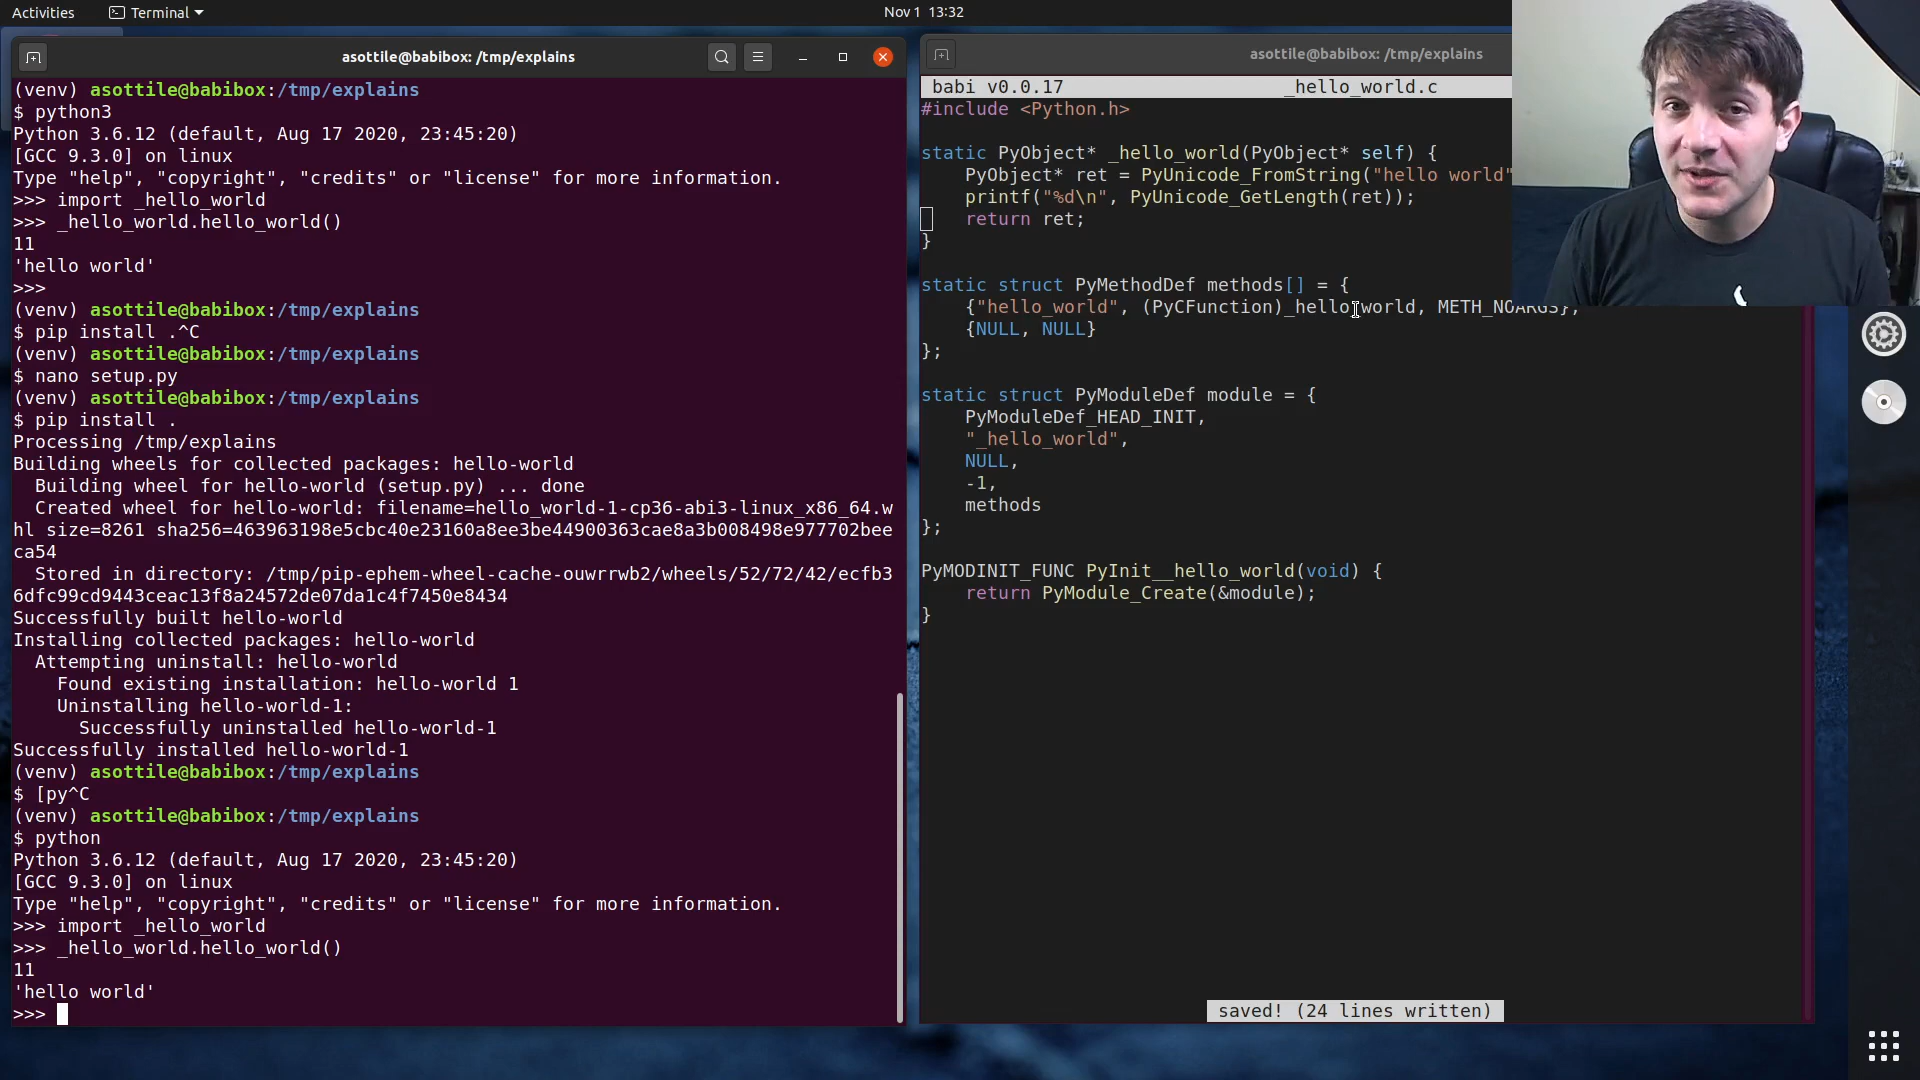 Activities
Terminal
Nov 1 13:32
asottile@babibox: /tmp/explains
(venv) asottile@babibox:/tmp/explains
$ python3
Python 3.6.12 (default, Aug 17 2020, 23:45:20)
[GCC 9.3.0] on linux
Type "help", "copyright", "credits" or "license" for more information.
>>> import _hello_world
>>> _hello_world.hello_world()
11
'hello world'
>>>
(venv) asottile@babibox:/tmp/explains
$ pip install .^C
(venv) asottile@babibox:/tmp/explains
$ nano setup.py
(venv) asottile@babibox:/tmp/explains
$ pip install .
Processing /tmp/explains
Building wheels for collected packages: hello-world
  Building wheel for hello-world (setup.py) ... done
  Created wheel for hello-world: filename=hello_world-1-cp36-abi3-linux_x86_64.w
hl size=8261 sha256=463963198e5cbc40e23160a8ee3be44900363cae8a3b008498e977702bee
ca54
  Stored in directory: /tmp/pip-ephem-wheel-cache-ouwrrwb2/wheels/52/72/42/ecfb3
6dfc99cd9443ceac13f8a24572de07da1c4f7450e8434
Successfully built hello-world
Installing collected packages: hello-world
  Attempting uninstall: hello-world
    Found existing installation: hello-world 1
    Uninstalling hello-world-1:
      Successfully uninstalled hello-world-1
Successfully installed hello-world-1
(venv) asottile@babibox:/tmp/explains
$ [py^C
(venv) asottile@babibox:/tmp/explains
$ python
Python 3.6.12 (default, Aug 17 2020, 23:45:20)
[GCC 9.3.0] on linux
Type "help", "copyright", "credits" or "license" for more information.
>>> import _hello_world
>>> _hello_world.hello_world()
11
'hello world'
>>>
asottile@babibox: /tmp/explains
babi v0.0.17 _hello_world.c
#include <Python.h>
static PyObject* _hello_world(PyObject* self) {
    PyObject* ret = PyUnicode_FromString("hello world"
    printf("%d\n", PyUnicode_GetLength(ret));
    return ret;
}
static struct PyMethodDef methods[] = {
    {"hello_world", (PyCFunction)_hello_world, METH_NOARGS},
    {NULL, NULL}
};
static struct PyModuleDef module = {
    PyModuleDef_HEAD_INIT,
    "_hello_world",
    NULL,
    -1,
    methods
};
PyMODINIT_FUNC PyInit__hello_world(void) {
    return PyModule_Create(&module);
}
saved! (24 lines written)